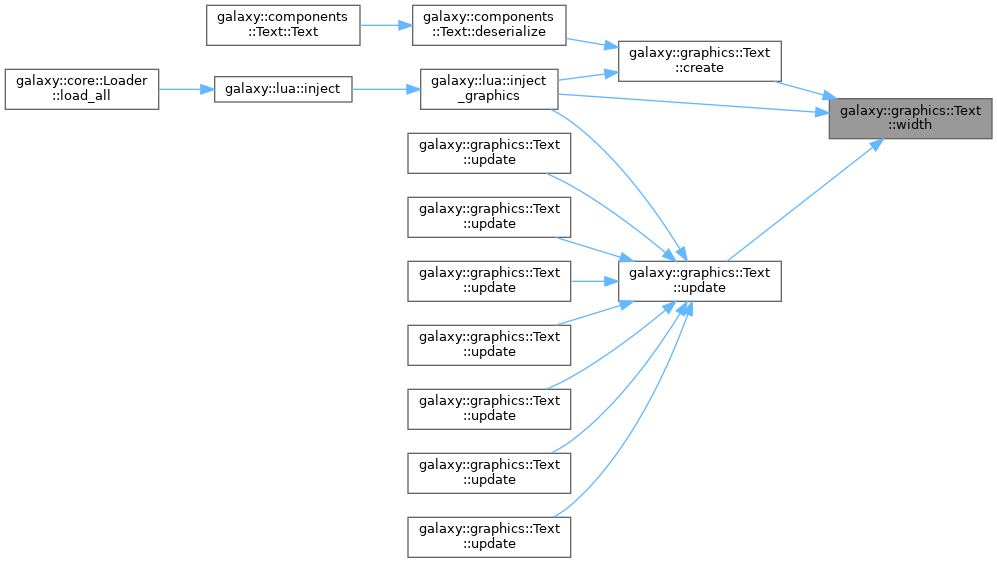 galaxy::components
::Text::Text
galaxy::components
::Text::deserialize
galaxy::graphics::Text
::create
galaxy::core::Loader
::load_all
galaxy::lua::inject
galaxy::lua::inject
_graphics
galaxy::graphics::Text
::width
galaxy::graphics::Text
::update
galaxy::graphics::Text
::update
galaxy::graphics::Text
::update
galaxy::graphics::Text
::update
galaxy::graphics::Text
::update
galaxy::graphics::Text
::update
galaxy::graphics::Text
::update
galaxy::graphics::Text
::update